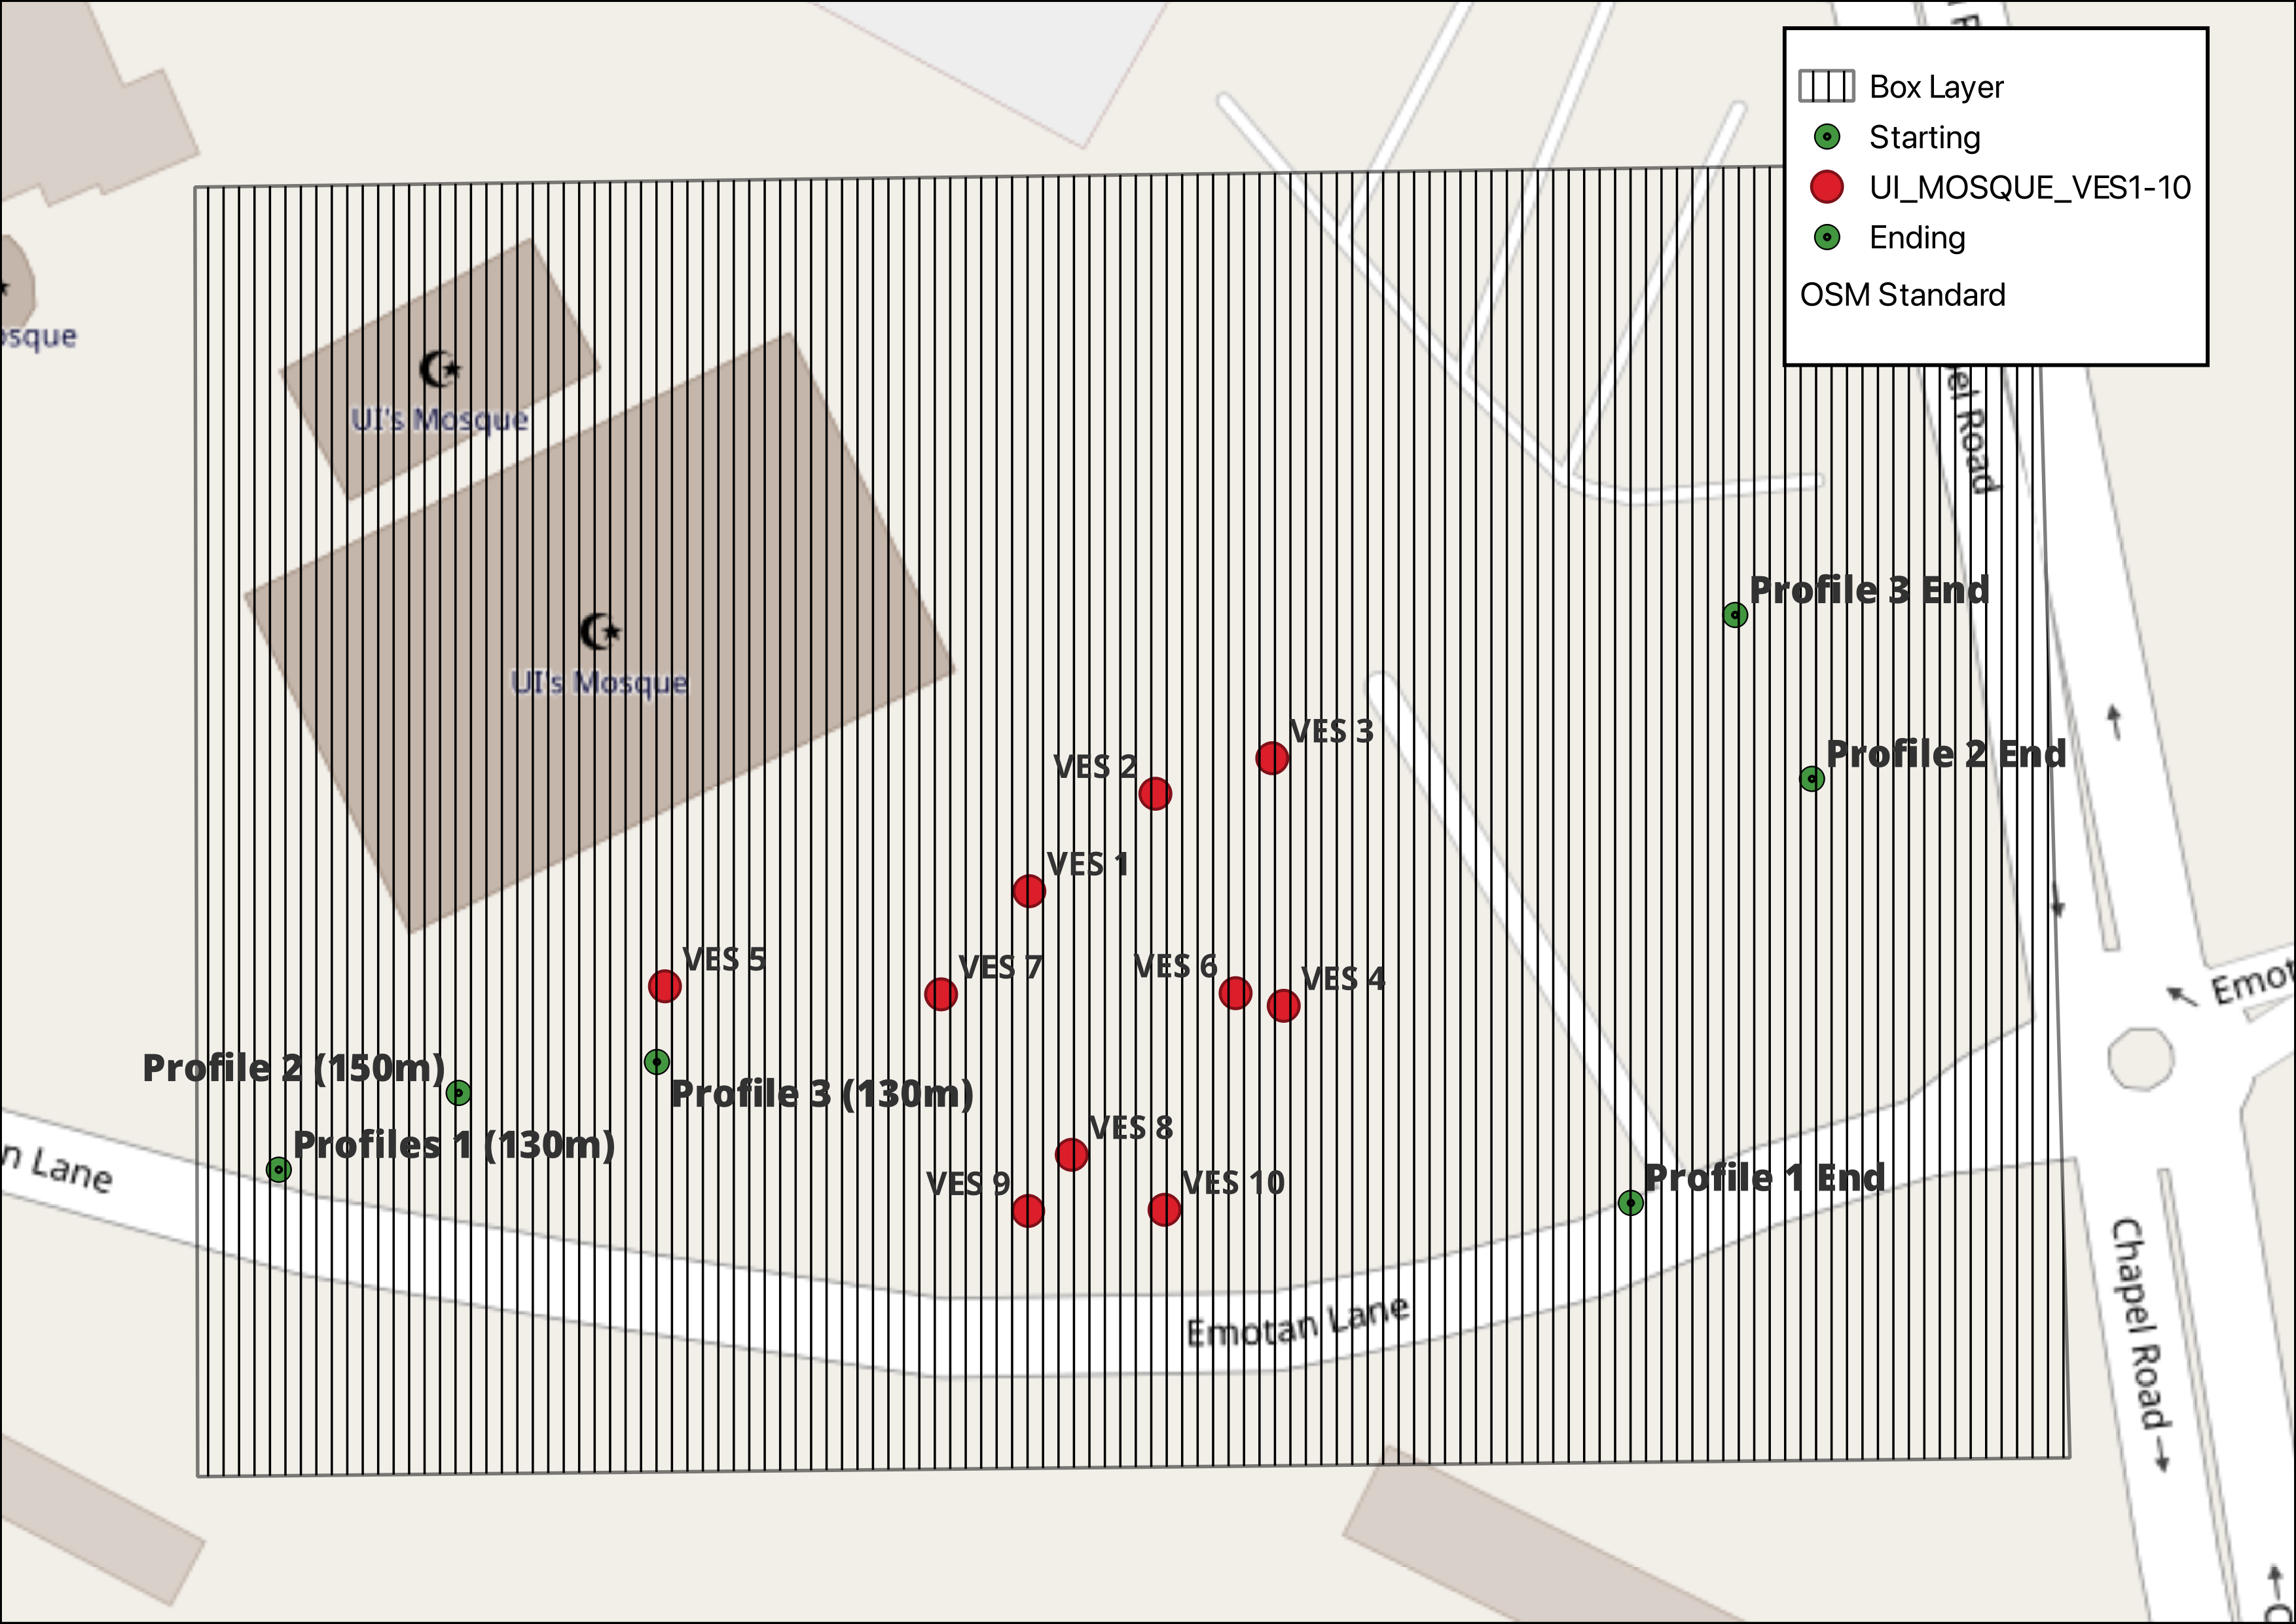 Box Layer
Starting
UI_MOSQUE_VES1-10
Ending
OSM Standard
osque
UI's Mosque
el Road
Profile 3 End
UI's Mosque
VES 3
Profile 2 End
VES 2
VES 1
VES 5
VES 7
VES 6
VES 4
Emot
Profile 2 (150m)
Profile 3 (130m)
VES 8
Profiles 1 (130m)
n Lane
VES 9
VES 10
Profile 1 End
Emotan Lane
Chapel Road